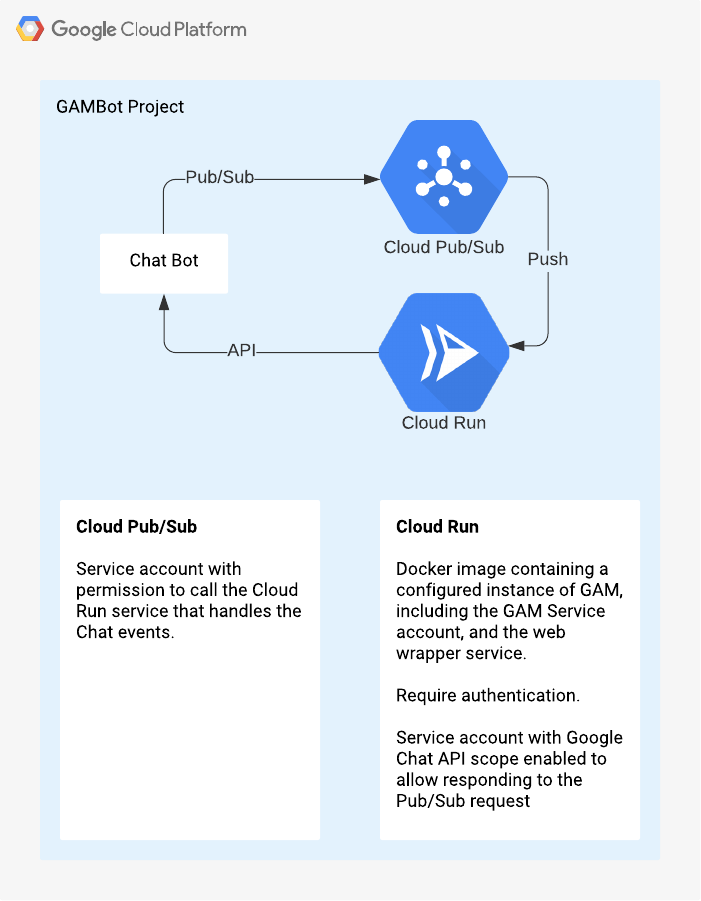 Google Cloud Platform
GAMBot Project
Pub/Sub
Cloud Pub/Sub
Chat Bot
Push
API
Cloud Run
Cloud Pub/Sub
Service account with
permission to call the Cloud
Run service that handles the
Chat events.
Cloud Run
Docker image containing a
configured instance of GAM,
including the GAM Service
account, and the web
wrapper service.
Require authentication.
Service account with Google
Chat API scope enabled to
allow responding to the
Pub/Sub request